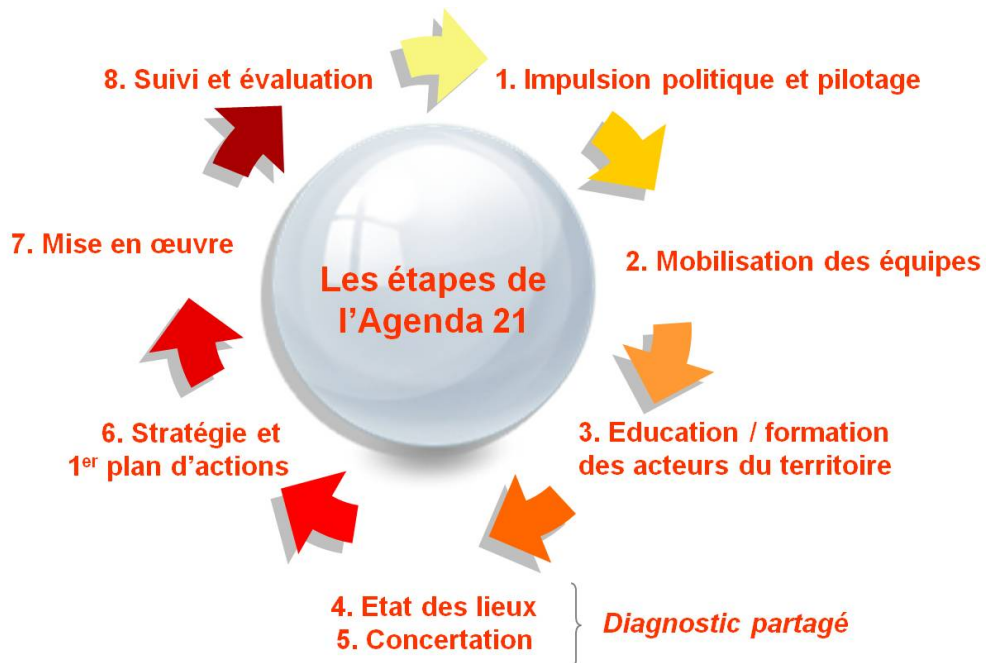 Les étapes de
l'Agenda 21
1. Impulsion politique et pilotage
2. Mobilisation des équipes
3. Education / formation
des acteurs du territoire
4. Etat des lieux
5. Concertation
Diagnostic partagé
6. Stratégie et
1er plan d'actions
7. Mise en œuvre
8. Suivi et évaluation